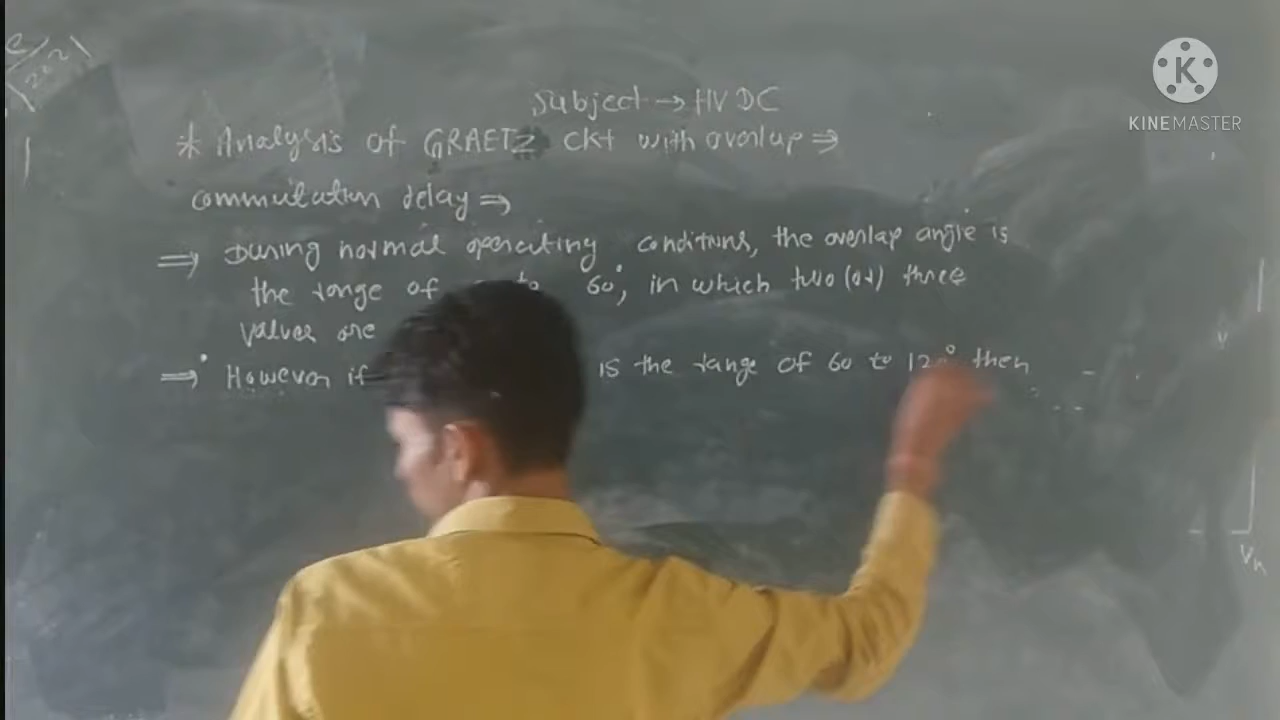 Subject → HVDC
* Analysis of GRAETZ ckt with overlap ⇒
commutation delay ⇒
⇒ During normal operating conditions, the overlap angle is
the range of to 60°, in which two (or) three
Values are
⇒ However if is the range of 60 to 120° then
K
KINEMASTER
Vn